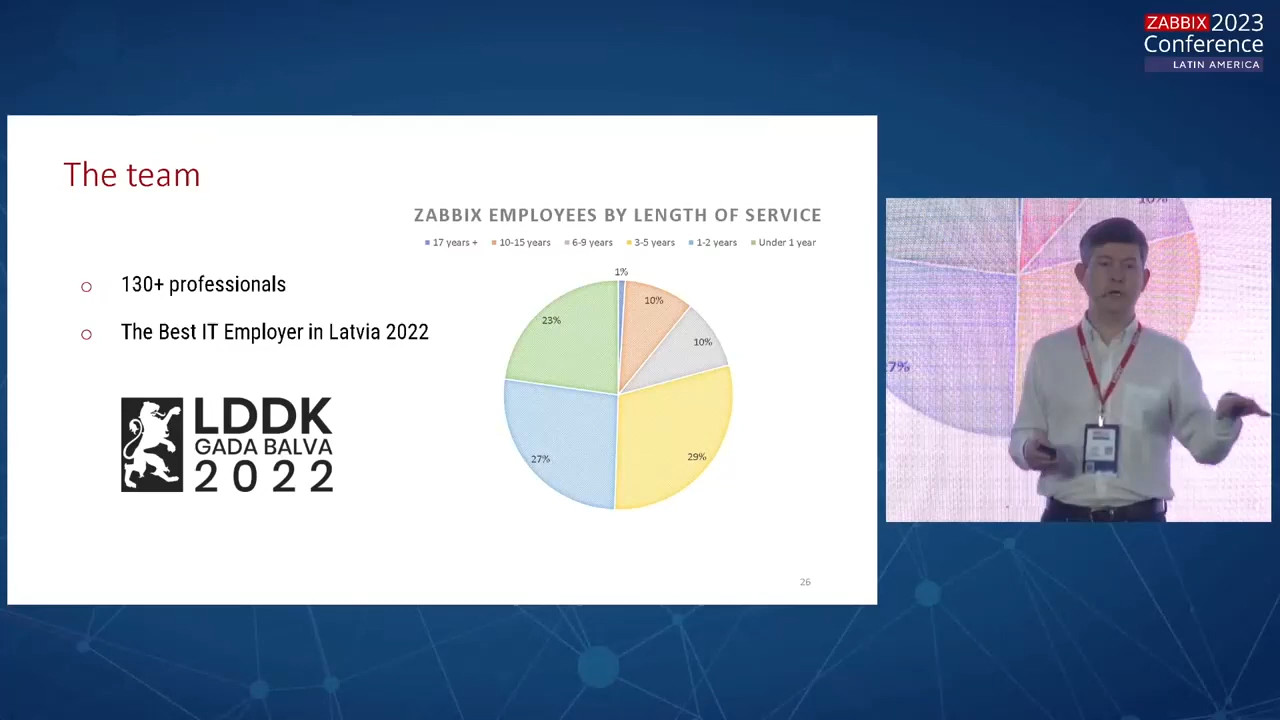 ZABBIX 2023
Conference
LATIN AMERICA
The team
ZABBIX EMPLOYEES BY LENGTH OF SERVICE
17 years + 10-15 years 6-9 years 3-5 years 1-2 years Under 1 year
130+ professionals
The Best IT Employer in Latvia 2022
LDDK
GADA BALVA
2022
1%
10%
10%
29%
27%
23%
26
10%